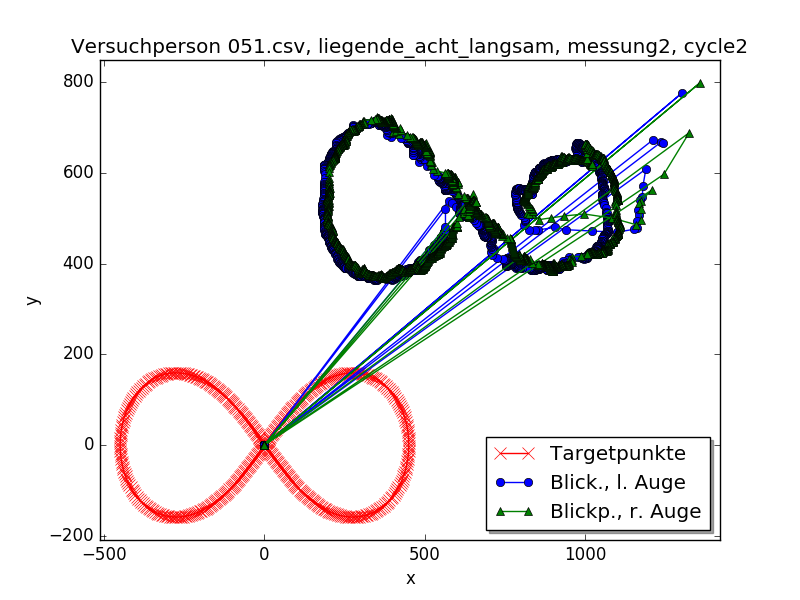 Versuchperson 051.csv, liegende_acht_langsam, messung2, cycle2
800
600
400
200
0
−200
y
−500
0
500
1000
x
Targetpunkte
Blick., l. Auge
Blickp., r. Auge